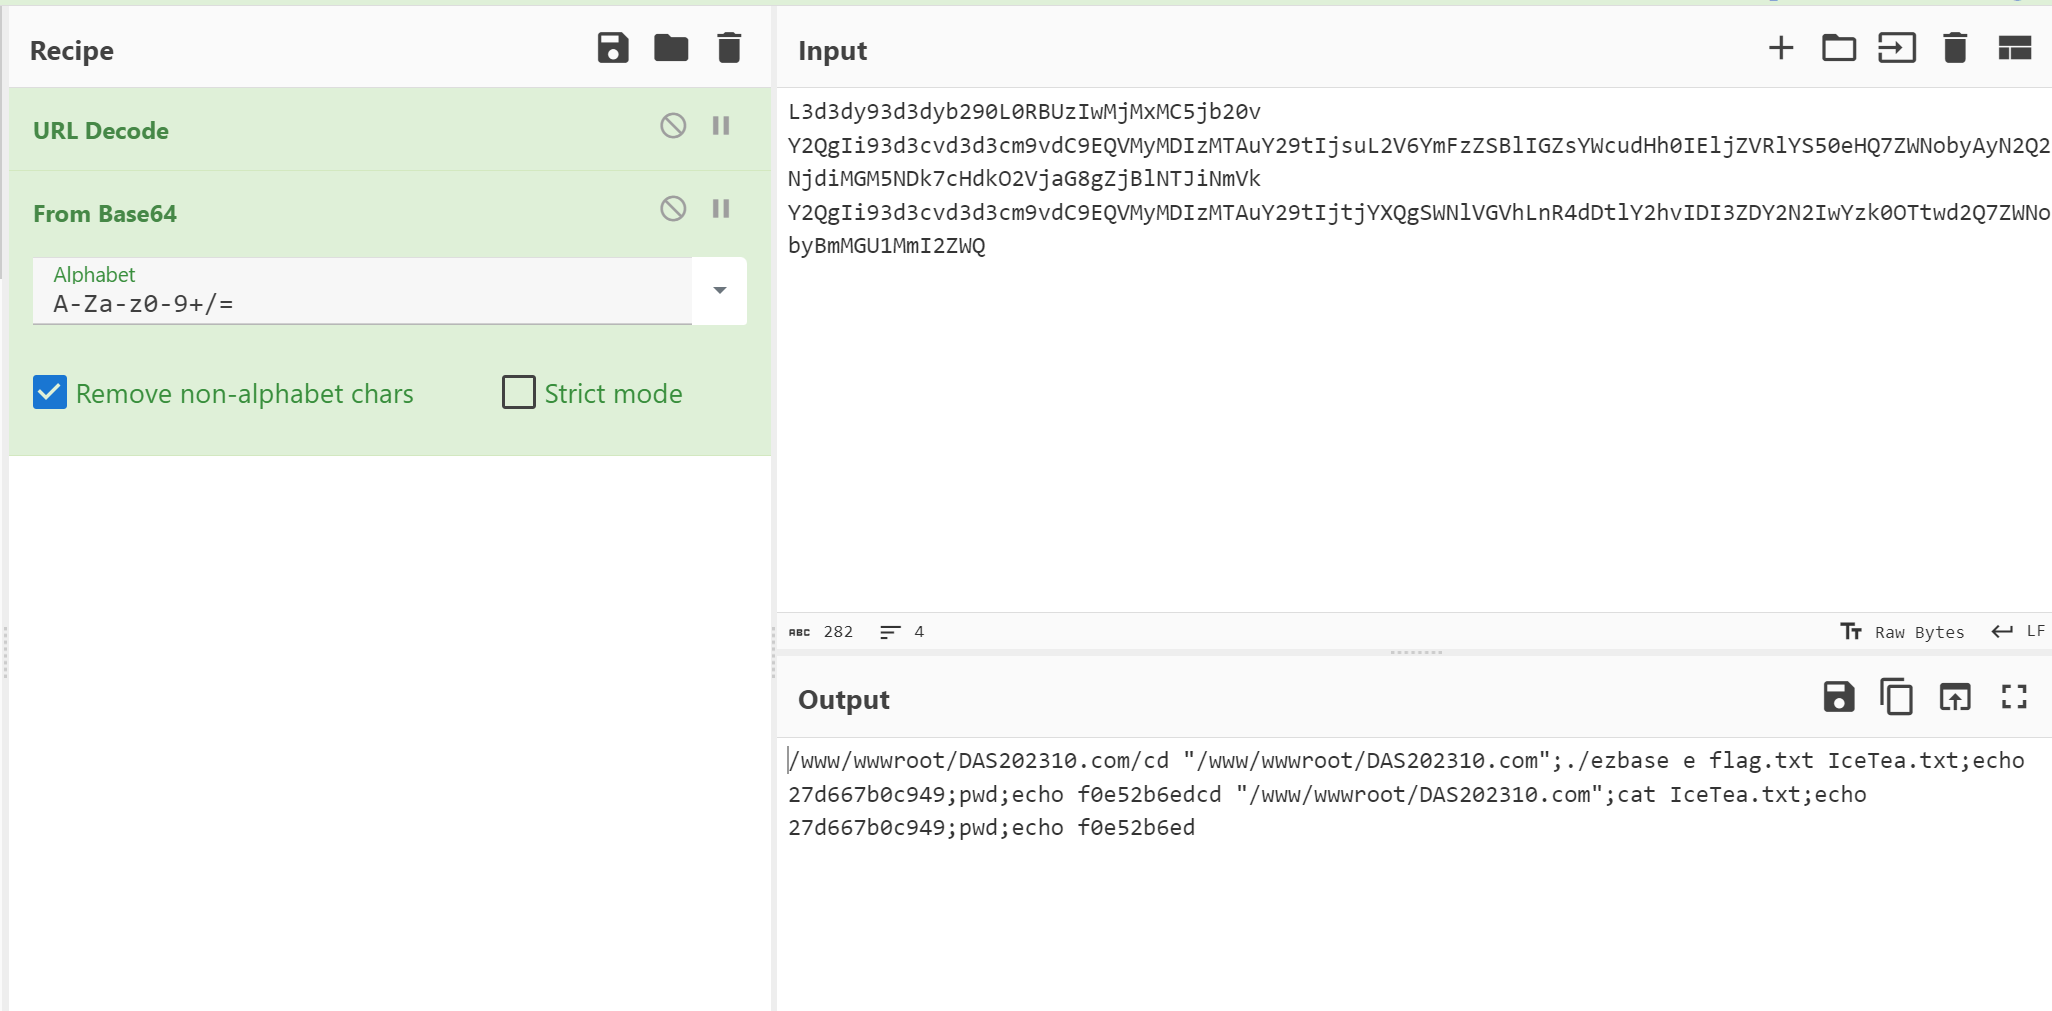 Recipe
URL Decode
From Base64
Alphabet
A-Za-z0-9+/=
Remove non-alphabet chars
Strict mode
Input
L3d3dy93d3dyb290L0RBUzIwMjMxMC5jb20v
Y2QgIi93d3cvd3d3cm9vdC9EQVMyMDIzMTAuY29tIjsuL2V6YmFzZSBlIGZsYWcudHh0IEljZVRlYS50eHQ7ZWNobyAyN2Q2
NjdiMGM5NDk7cHdkO2VjaG8gZjBlNTJiNmVk
Y2QgIi93d3cvd3d3cm9vdC9EQVMyMDIzMTAuY29tIjtjYXQgSWNlVGVhLnR4dDtlY2hvIDI3ZDY2N2IwYzk0OTtwd2Q7ZWNo
byBmMGU1MmI2ZWQ
ABC 282 4
Raw Bytes LF
Output
/www/wwwroot/DAS202310.com/cd "/www/wwwroot/DAS202310.com";./ezbase e flag.txt IceTea.txt;echo
27d667b0c949;pwd;echo f0e52b6edcd "/www/wwwroot/DAS202310.com";cat IceTea.txt;echo
27d667b0c949;pwd;echo f0e52b6ed